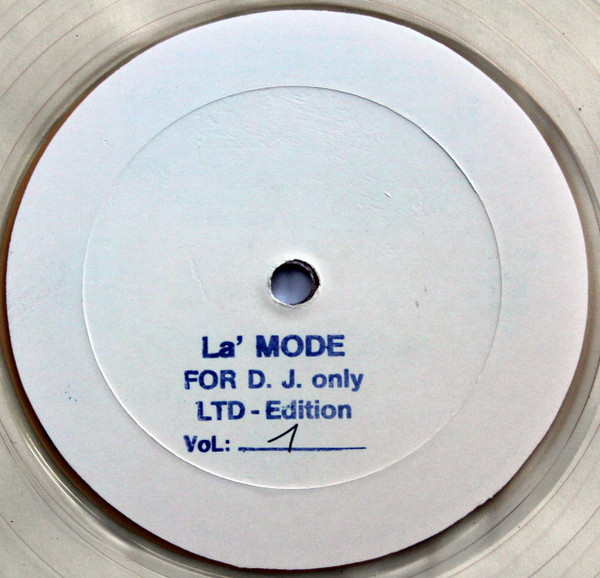 La' MODE
FOR D. J. only
LTD - Edition
VoL: 1